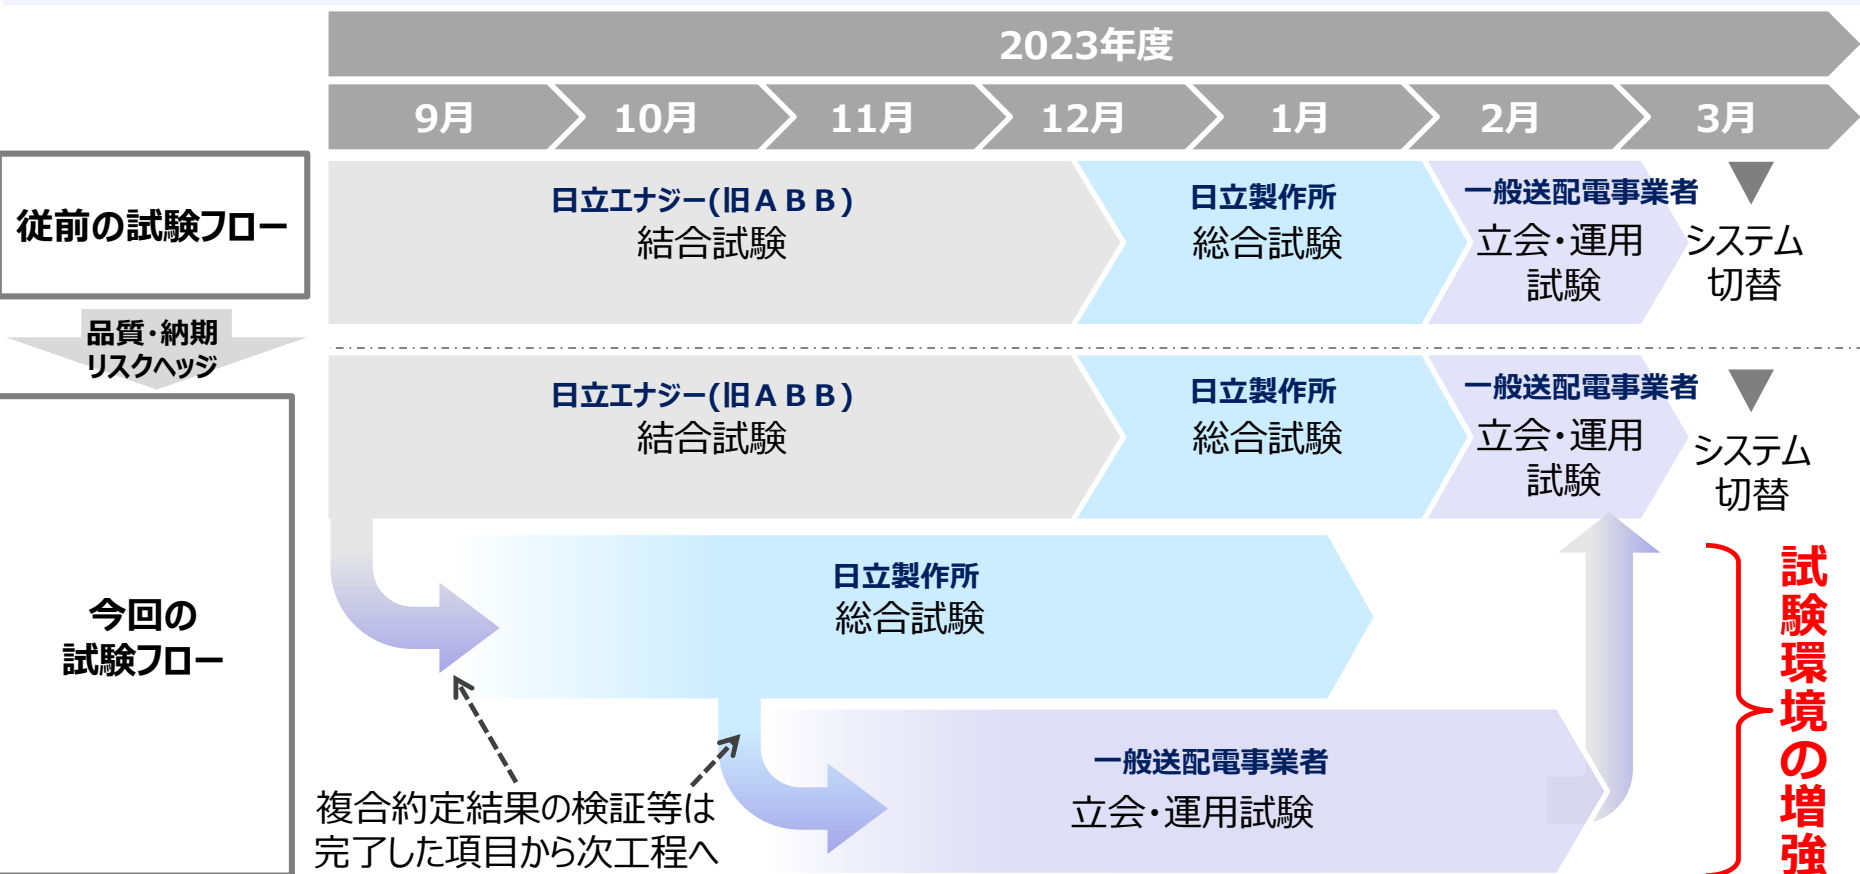 2023年度
9月
10月
11月
12月
1月
2月
3月
従前の試験フロー
日立エナジー(旧ＡＢＢ)
結合試験
日立製作所
総合試験
一般送配電事業者
立会・運用
試験
システム
切替
品質・納期
リスクヘッジ
今回の
試験フロー
日立エナジー(旧ＡＢＢ)
結合試験
日立製作所
総合試験
一般送配電事業者
立会・運用
試験
システム
切替
日立製作所
総合試験
一般送配電事業者
立会・運用試験
複合約定結果の検証等は
完了した項目から次工程へ
試験環境の増強